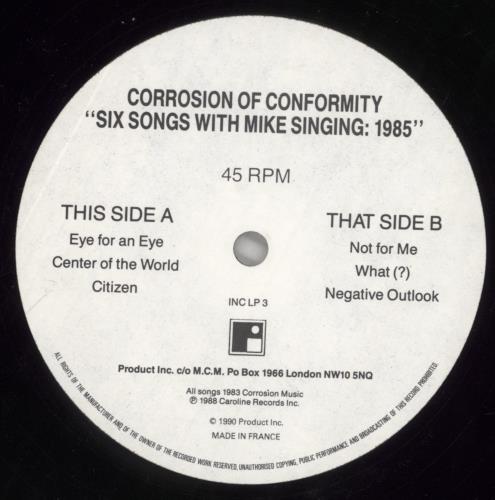 CORROSION OF CONFORMITY
"SIX SONGS WITH MIKE SINGING: 1985"
45 RPM
THIS SIDE A
Eye for an Eye
Center of the World
Citizen
THAT SIDE B
Not for Me
What (?)
Negative Outlook
INC LP 3
Product Inc. c/o M.C.M. Po Box 1966 London NW10 5NQ
All songs 1983 Corrosion Music
℗ 1988 Caroline Records Inc.
© 1990 Product Inc.
MADE IN FRANCE
ALL RIGHTS OF THE MANUFACTURER AND OF THE OWNER OF THE RECORDED WORK RESERVED. UNAUTHORISED COPYING, PUBLIC PERFORMANCE AND BROADCASTING OF THIS RECORD PROHIBITED.